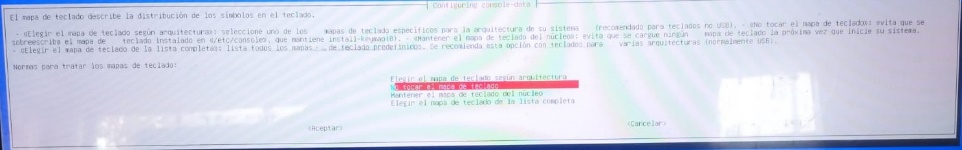 Configuring console-data
El mapa de teclado describe la distribución de los símbolos en el teclado.
- «Elegir el mapa de teclado según arquitectura»: seleccione uno de los mapas de teclado específicos para la arquitectura de su sistema (recomendado para teclados no USB). - «No tocar el mapa de teclado»: evita que se
sobreescriba el mapa de teclado instalado en «/etc/console», que mantiene install-keymap(8). - «Mantener el mapa de teclado del núcleo»: evita que se cargue ningún mapa de teclado la próxima vez que inicie su sistema.
- «Elegir el mapa de teclado de la lista completa»: lista todos los mapas de teclado predefinidos. Se recomienda esta opción con teclados para varias arquitecturas (normalmente USB).
Normas para tratar los mapas de teclado:
Elegir el mapa de teclado según arquitectura
No tocar el mapa de teclado
Mantener el mapa de teclado del núcleo
Elegir el mapa de teclado de la lista completa
<Aceptar> <Cancelar>